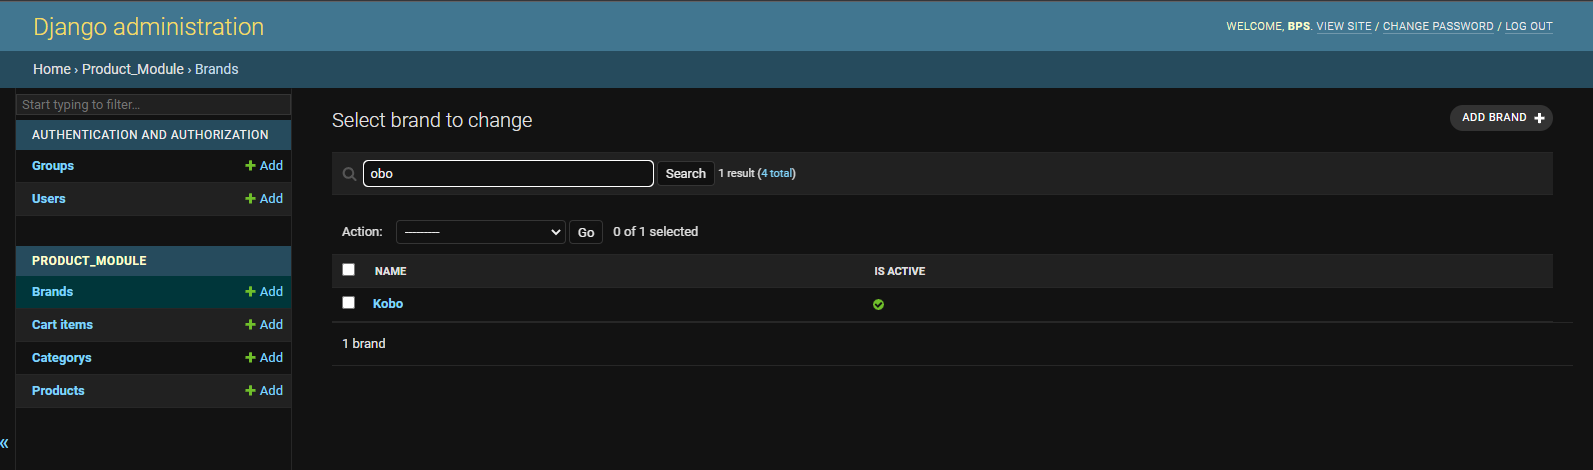 Django administration
WELCOME, BPS. VIEW SITE / CHANGE PASSWORD / LOG OUT
Home › Product_Module › Brands
Start typing to filter...
AUTHENTICATION AND AUTHORIZATION
Groups + Add
Users + Add
PRODUCT_MODULE
Brands + Add
Cart items + Add
Categorys + Add
Products + Add
«
Select brand to change
ADD BRAND +
obo Search 1 result (4 total)
Action: --------- Go 0 of 1 selected
NAME IS ACTIVE
Kobo
1 brand